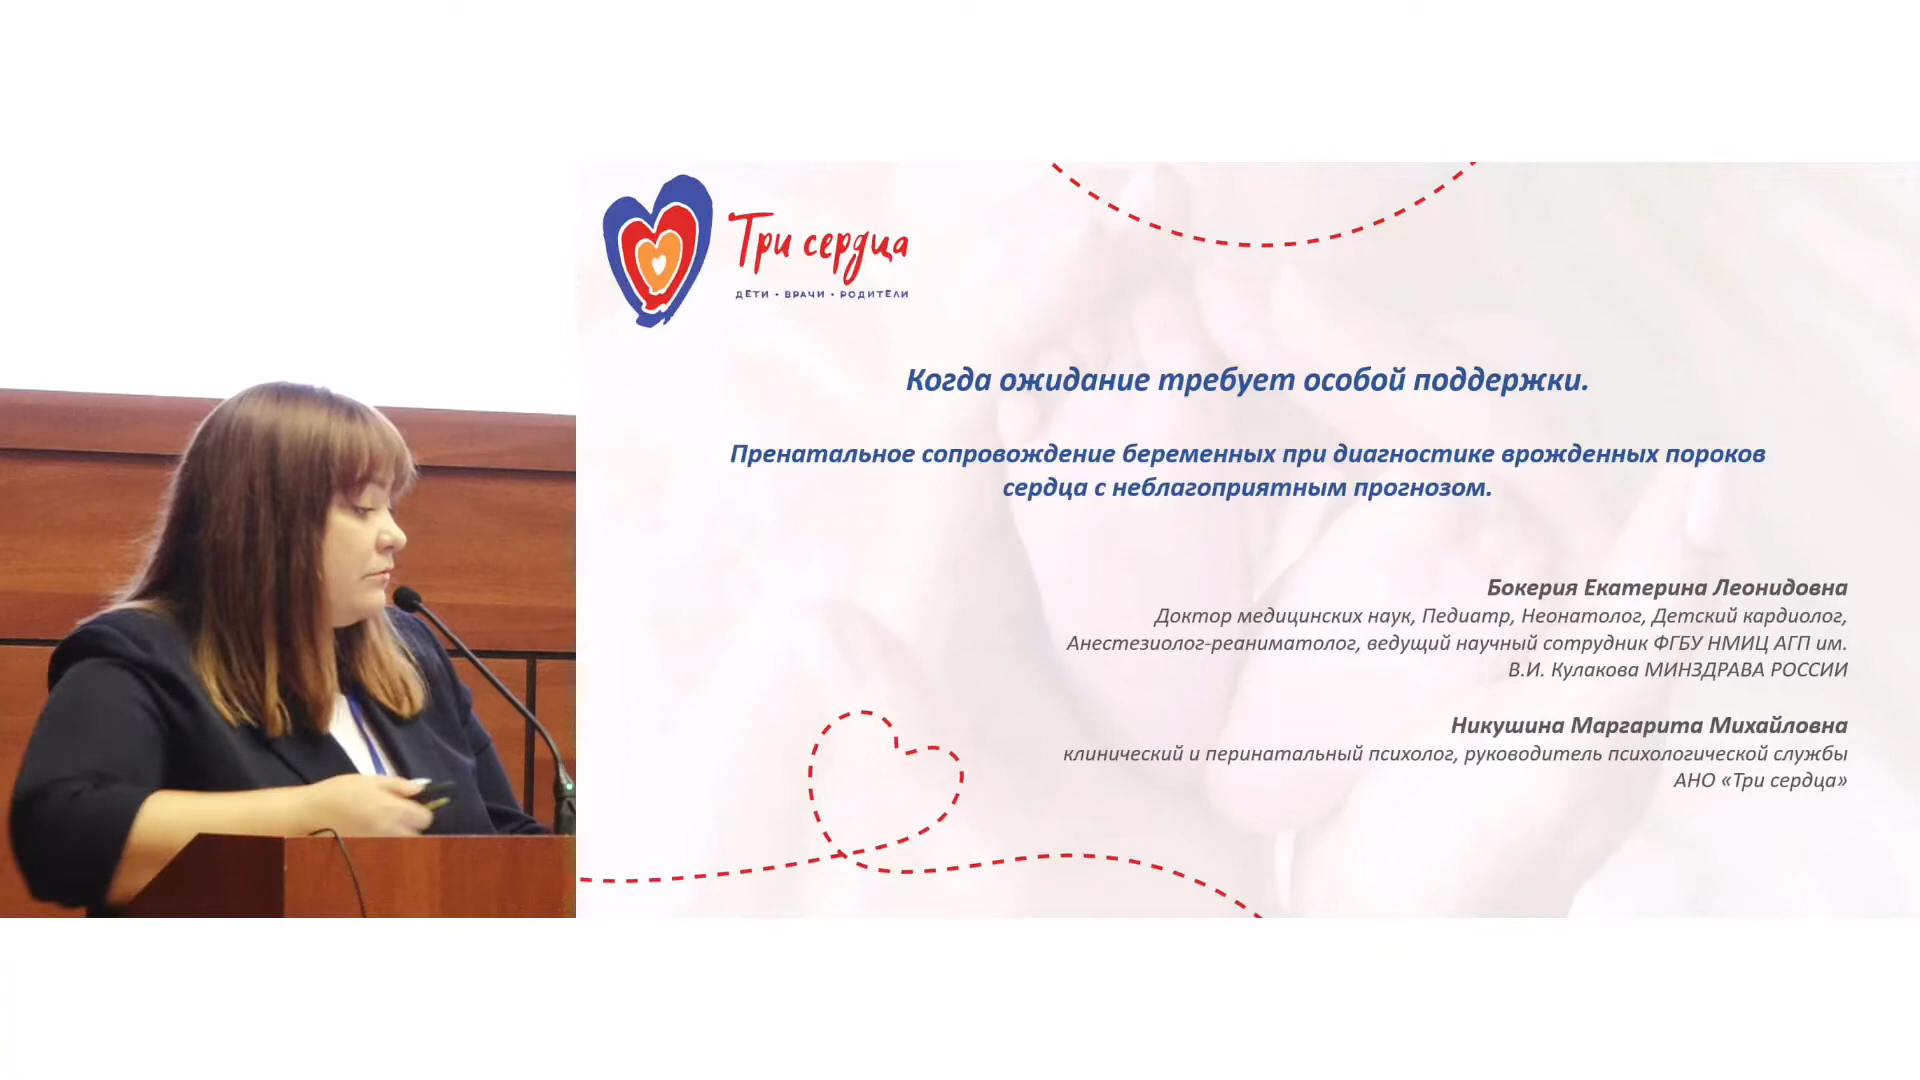 Три сердца
ДЕТИ • ВРАЧИ • РОДИТЕЛИ
Когда ожидание требует особой поддержки.
Пренатальное сопровождение беременных при диагностике врожденных пороков
сердца с неблагоприятным прогнозом.
Бокерия Екатерина Леонидовна
Доктор медицинских наук, Педиатр, Неонатолог, Детский кардиолог,
Анестезиолог-реаниматолог, ведущий научный сотрудник ФГБУ НМИЦ АГП им.
В.И. Кулакова МИНЗДРАВА РОССИИ
Никушина Маргарита Михайловна
клинический и перинатальный психолог, руководитель психологической службы
АНО «Три сердца»